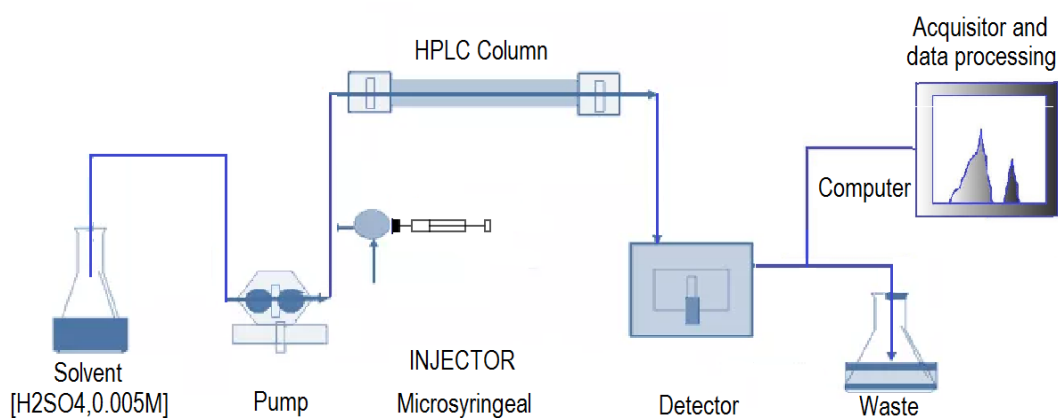 HPLC Column
Acquisitor and
data processing
Computer
Solvent
[H2SO4,0.005M]
Pump
INJECTOR
Microsyringeal
Detector
Waste